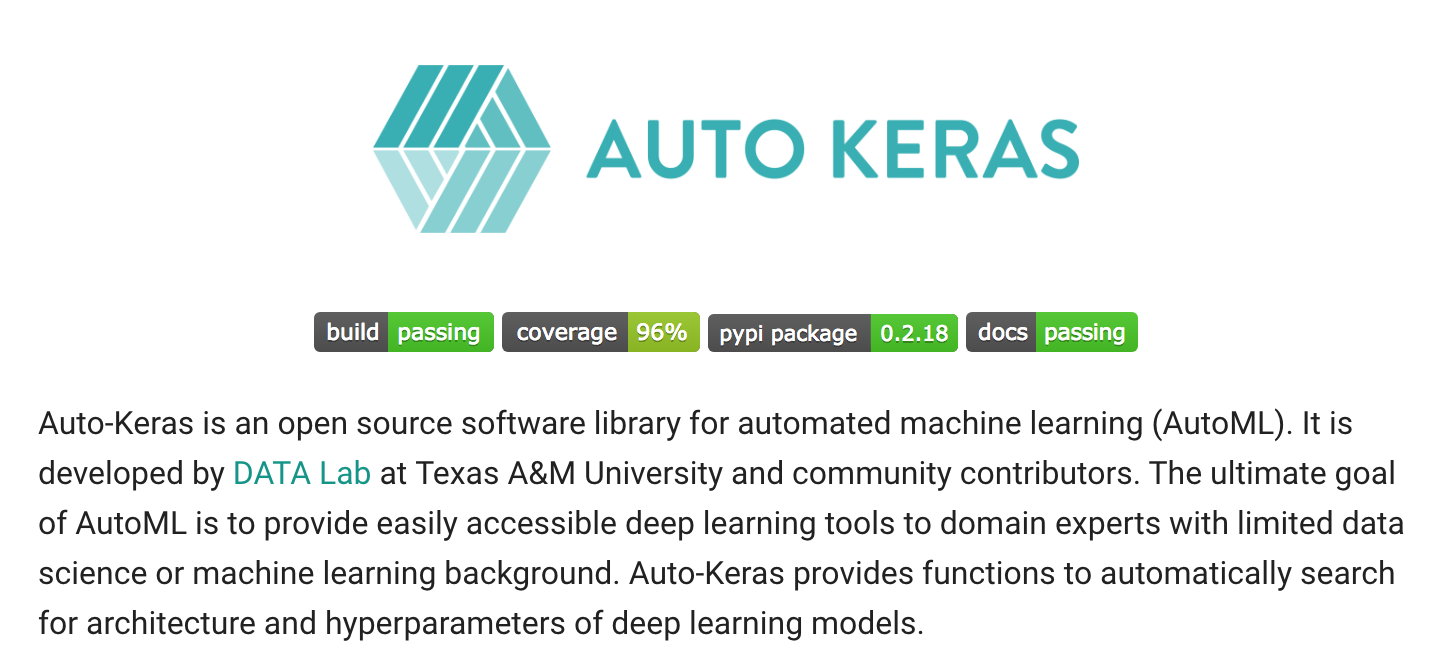 AUTO KERAS
build passing coverage 96% pypi package 0.2.18 docs passing
Auto-Keras is an open source software library for automated machine learning (AutoML). It is
developed by DATA Lab at Texas A&M University and community contributors. The ultimate goal
of AutoML is to provide easily accessible deep learning tools to domain experts with limited data
science or machine learning background. Auto-Keras provides functions to automatically search
for architecture and hyperparameters of deep learning models.